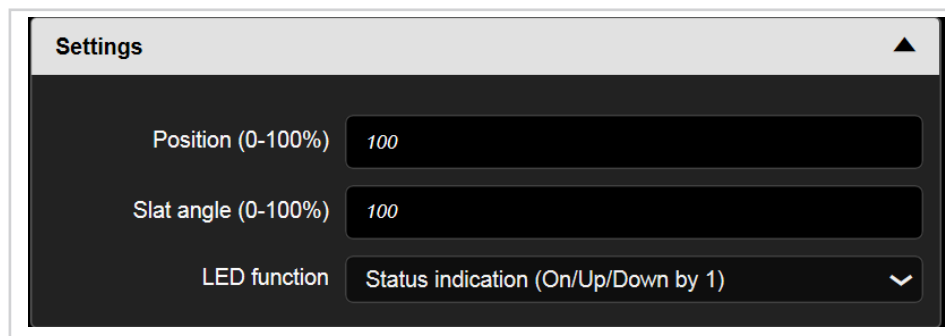 Settings
Position (0-100%) 100
Slat angle (0-100%) 100
LED function Status indication (On/Up/Down by 1)